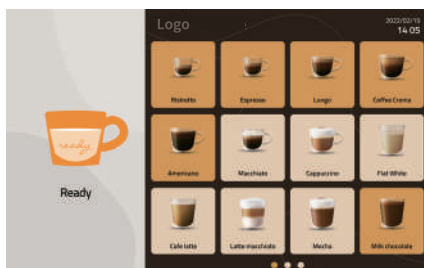 Logo
2022/02/10
14 05
ready
Ready
Ristretto
Espresso
Lungo
Coffee Crema
Americano
Macchiato
Cappuccino
Flat White
Cafe latte
Latte macchiato
Mocha
Milk chocolate